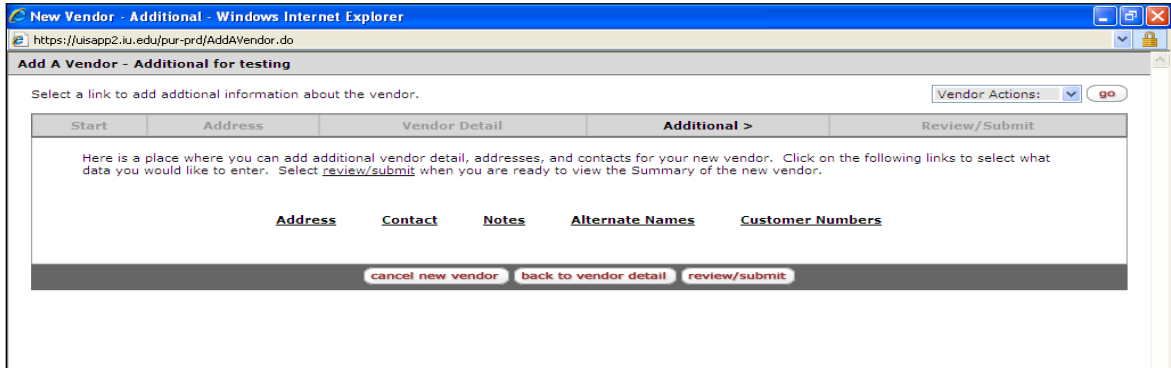 New Vendor - Additional - Windows Internet Explorer
https://uisapp2.iu.edu/pur-prd/AddAVendor.do
Add A Vendor - Additional for testing
Select a link to add addtional information about the vendor.
Vendor Actions: go
Start Address Vendor Detail Additional > Review/Submit
Here is a place where you can add additional vendor detail, addresses, and contacts for your new vendor. Click on the following links to select what
data you would like to enter. Select review/submit when you are ready to view the Summary of the new vendor.
Address Contact Notes Alternate Names Customer Numbers
cancel new vendor back to vendor detail review/submit